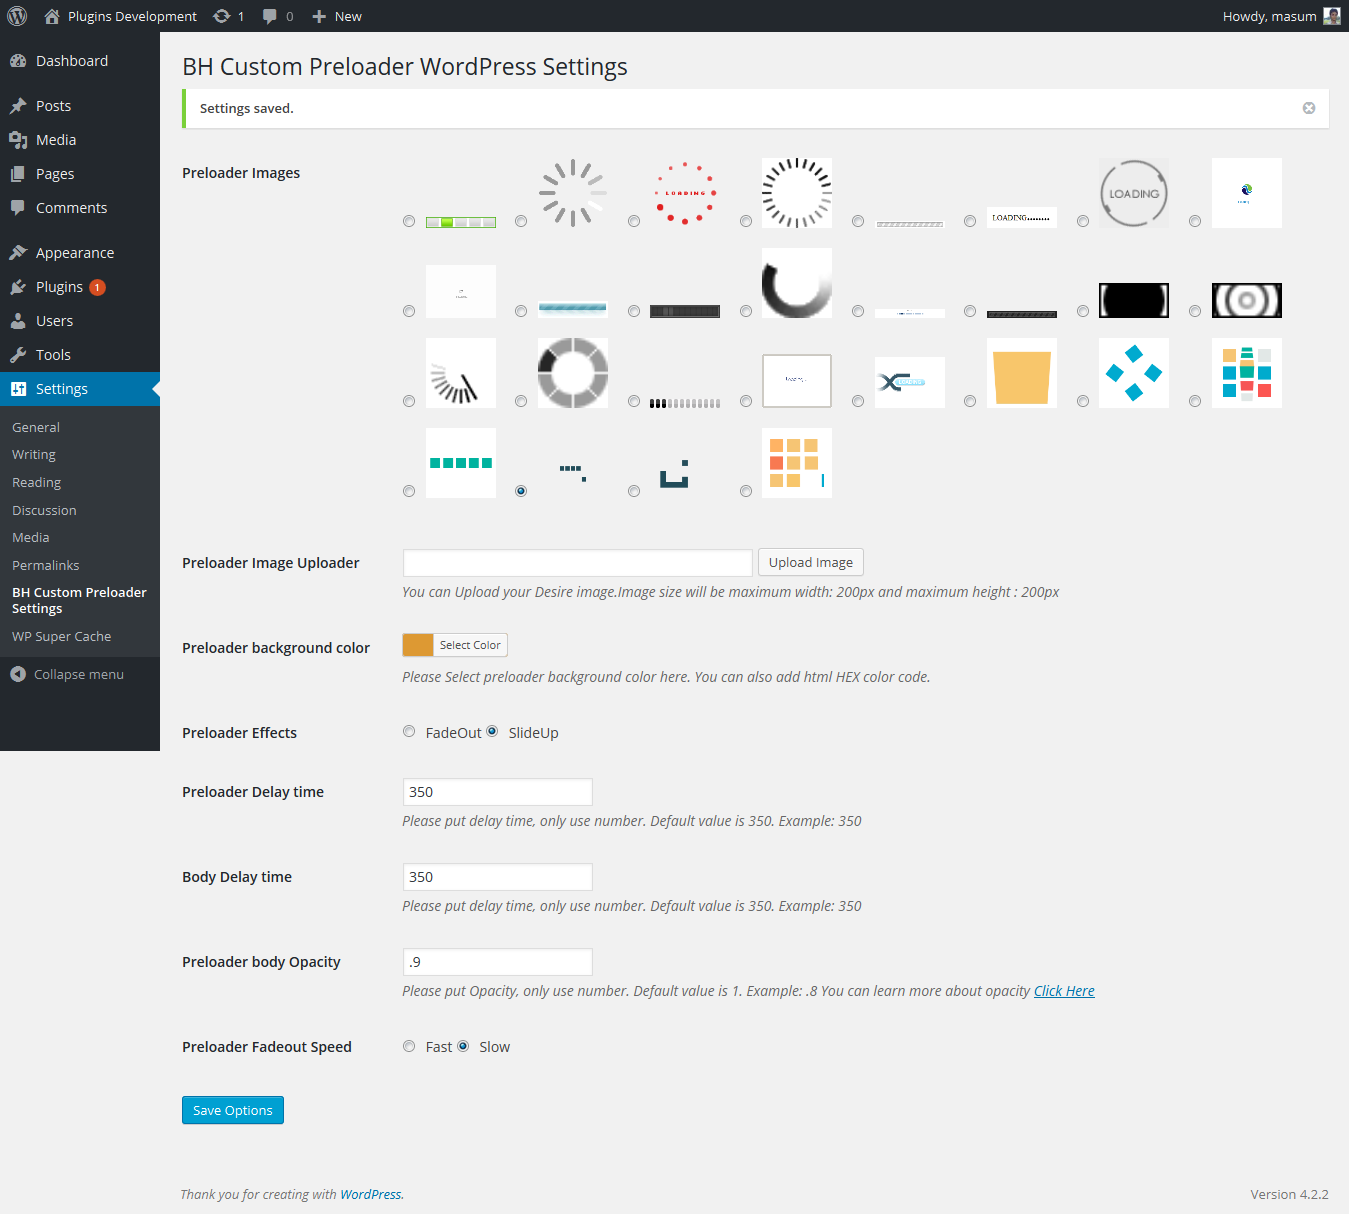 Plugins Development 1 0 New Howdy, masum
Dashboard
Posts
Media
Pages
Comments
Appearance
Plugins 1
Users
Tools
Settings
General
Writing
Reading
Discussion
Media
Permalinks
BH Custom Preloader
Settings
WP Super Cache
Collapse menu
BH Custom Preloader WordPress Settings
Settings saved.
Preloader Images
LOADING
LOADING........
LOADING
LOADING
Preloader Image Uploader
Upload Image
You can Upload your Desire image.Image size will be maximum width: 200px and maximum height : 200px
Preloader background color
Select Color
Please Select preloader background color here. You can also add html HEX color code.
Preloader Effects
FadeOut SlideUp
Preloader Delay time
350
Please put delay time, only use number. Default value is 350. Example: 350
Body Delay time
350
Please put delay time, only use number. Default value is 350. Example: 350
Preloader body Opacity
.9
Please put Opacity, only use number. Default value is 1. Example: .8 You can learn more about opacity Click Here
Preloader Fadeout Speed
Fast Slow
Save Options
Thank you for creating with WordPress.
Version 4.2.2